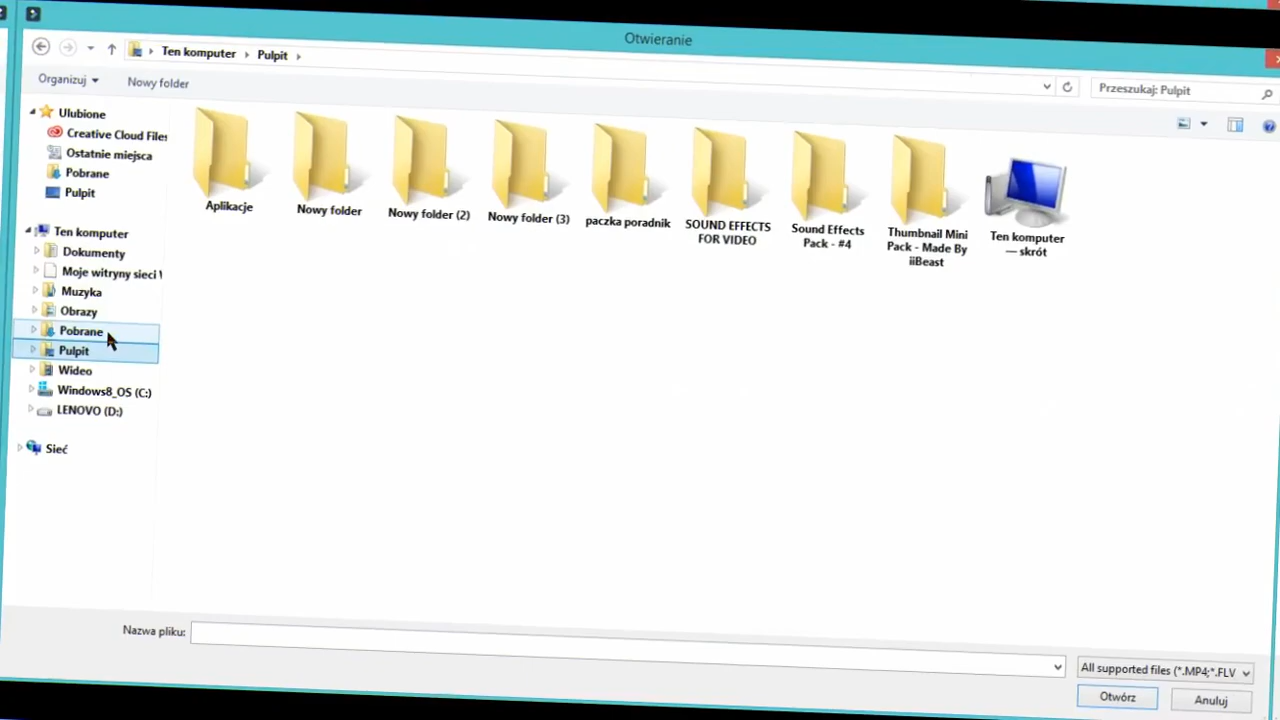 Otwieranie
Ten komputer
Pulpit
Przeszukaj: Pulpit
Organizuj
Nowy folder
Ulubione
Creative Cloud Files
Ostatnie miejsca
Pobrane
Pulpit
Ten komputer
Dokumenty
Moje witryny sieci
Muzyka
Obrazy
Pobrane
Pulpit
Wideo
Windows8_OS (C:)
LENOVO (D:)
Sieć
Aplikacje
Nowy folder
Nowy folder (2)
Nowy folder (3)
paczka poradnik
SOUND EFFECTS
FOR VIDEO
Sound Effects
Pack - #4
Thumbnail Mini
Pack - Made By
iiBeast
Ten komputer
— skrót
Nazwa pliku:
All supported files (*.MP4;*.FLV
Otwórz
Anuluj